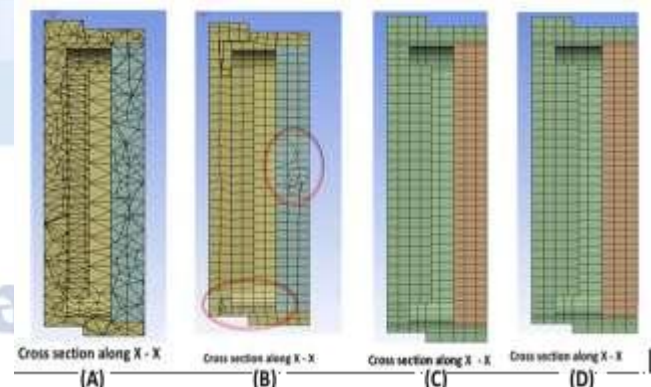 Cross section along X - X
Cross section along X - X
Cross section along X - X
Cross section along X - X
(A)
(B)
(C)
(D)